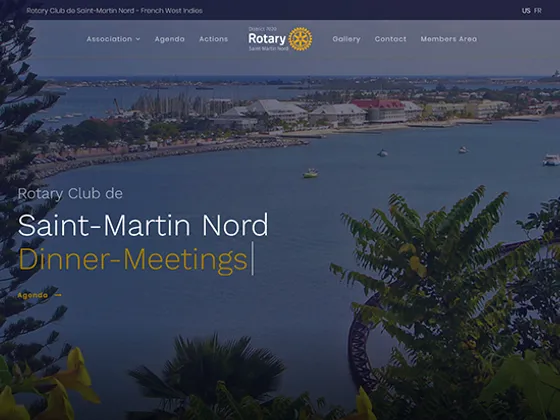 Rotary Club de Saint-Martin Nord - French West Indies
US FR
Association Agenda Actions
District 7030
Rotary
Saint-Martin Nord
Gallery Contact Members Area
Rotary Club de
Saint-Martin Nord
Dinner-Meetings
Agenda →